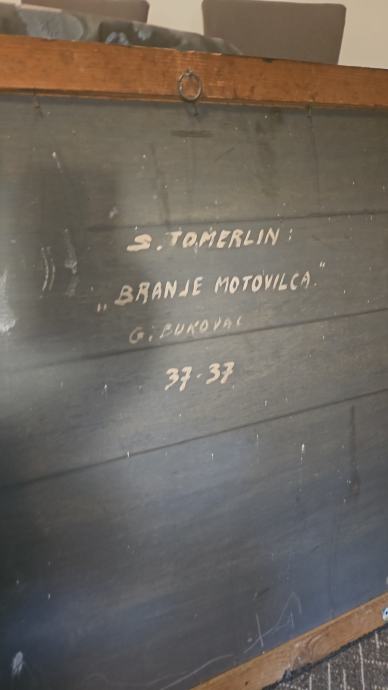 S. TOMERLIN:
„BRANJE MOTOVILCA."
G. BUKOVAC
37-37